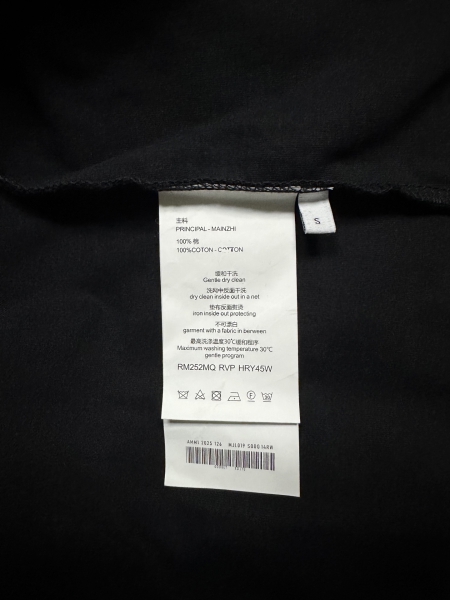 S
主料
PRINCIPAL - MAINZHI
100% 棉
100%COTON - COTTON
缓和干洗
Gentle dry clean
洗网中反面干洗
dry clean inside out in a net
垫布反面熨烫
iron inside out protecting
不可漂白
garment with a fabric in berween
最高洗涤温度30℃缓和程序
Maximum washing temperature 30℃
gentle program
RM252MQ RVP HRY45W